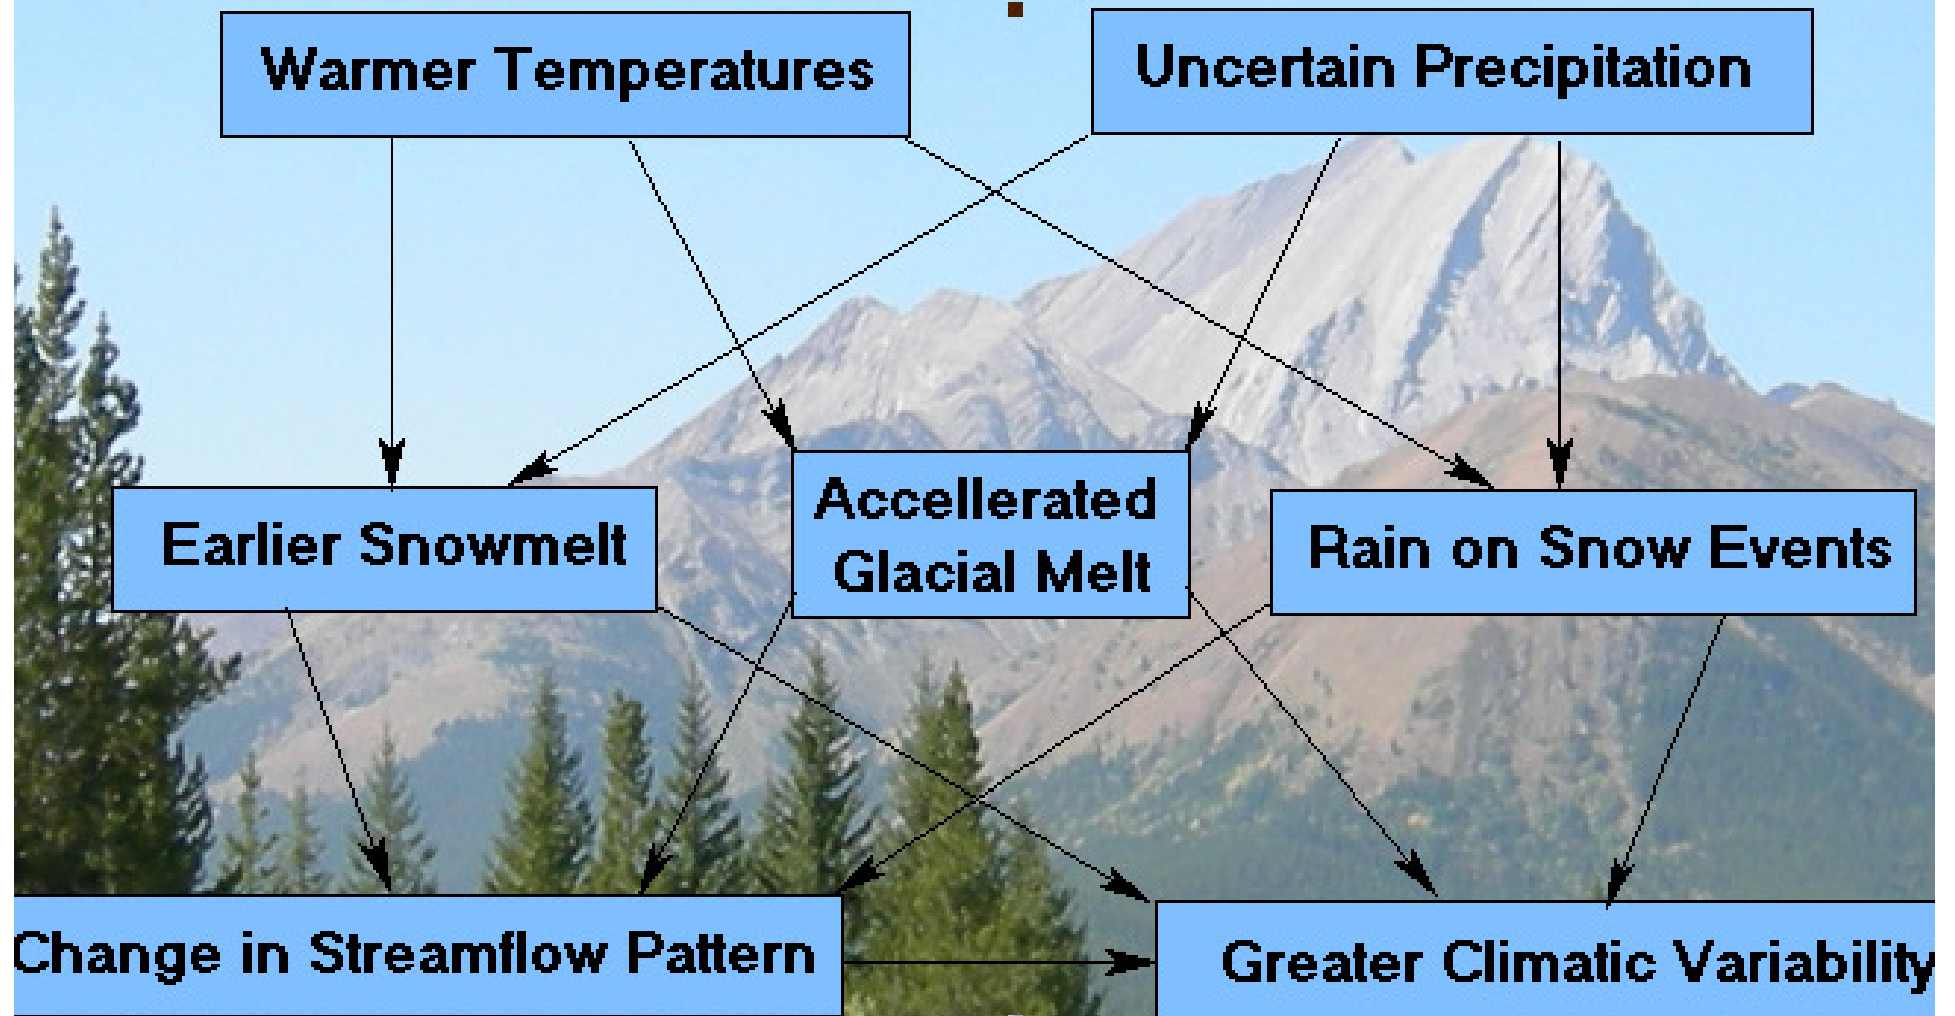 Warmer Temperatures
Uncertain Precipitation
Earlier Snowmelt
Accellerated
Glacial Melt
Rain on Snow Events
Change in Streamflow Pattern
Greater Climatic Variability